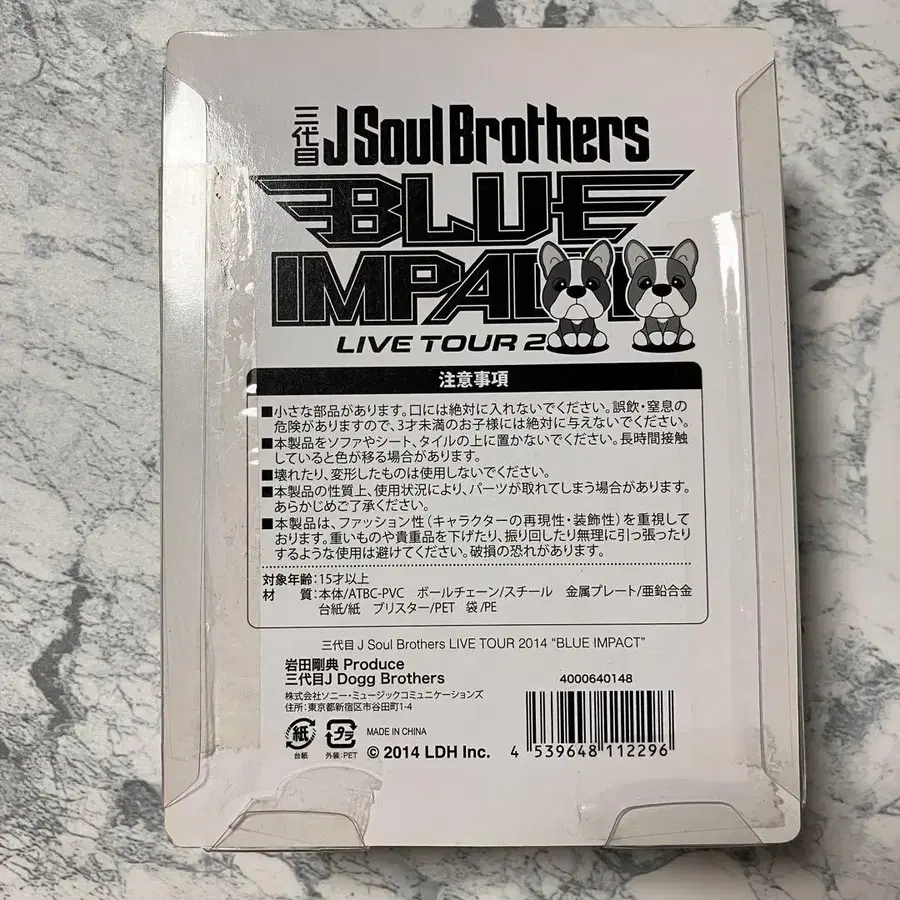 三代目 J Soul Brothers
BLUE
IMPA
LIVE TOUR 2
注意事項
■小さな部品があります。口には絶対に入れないでください。誤飲・窒息の
危険がありますので、3才未満のお子様には絶対に与えないでください。
■本製品をソファやシート、タイルの上に置かないでください。長時間接触
していると色が移る場合があります。
■壊れたり、変形したものは使用しないでください。
■本製品の性質上、使用状況により、パーツが取れてしまう場合があります。
あらかじめご了承ください。
■本製品は、ファッション性(キャラクターの再現性・装飾性)を重視して
おります。重いものや貴重品を下げたり、振り回したり無理に引っ張ったり
するような使用は避けてください。破損の恐れがあります。
対象年齢:15才以上
材　質:本体/ATBC-PVC　ボールチェーン/スチール　金属プレート/亜鉛合金
台紙/紙　ブリスター/PET　袋/PE
三代目 J Soul Brothers LIVE TOUR 2014 "BLUE IMPACT"
岩田剛典 Produce
三代目J Dogg Brothers
株式会社ソニー・ミュージックコミュニケーションズ
住所:東京都新宿区市谷田町1-4
4000640148
紙
台紙
プラ
外装:PET
MADE IN CHINA
© 2014 LDH Inc.
4 539648 112296